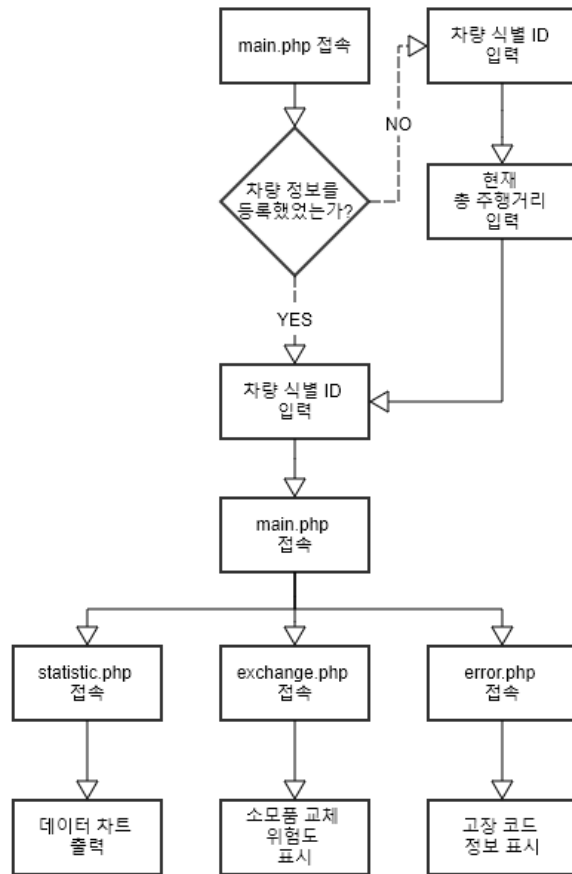 main.php 접속
차량 식별 ID
입력
NO
차량 정보를
등록했었는가?
현재
총 주행거리
입력
YES
차량 식별 ID
입력
main.php
접속
statistic.php
접속
exchange.php
접속
error.php
접속
데이터 차트
출력
소모품 교체
위험도
표시
고장 코드
정보 표시